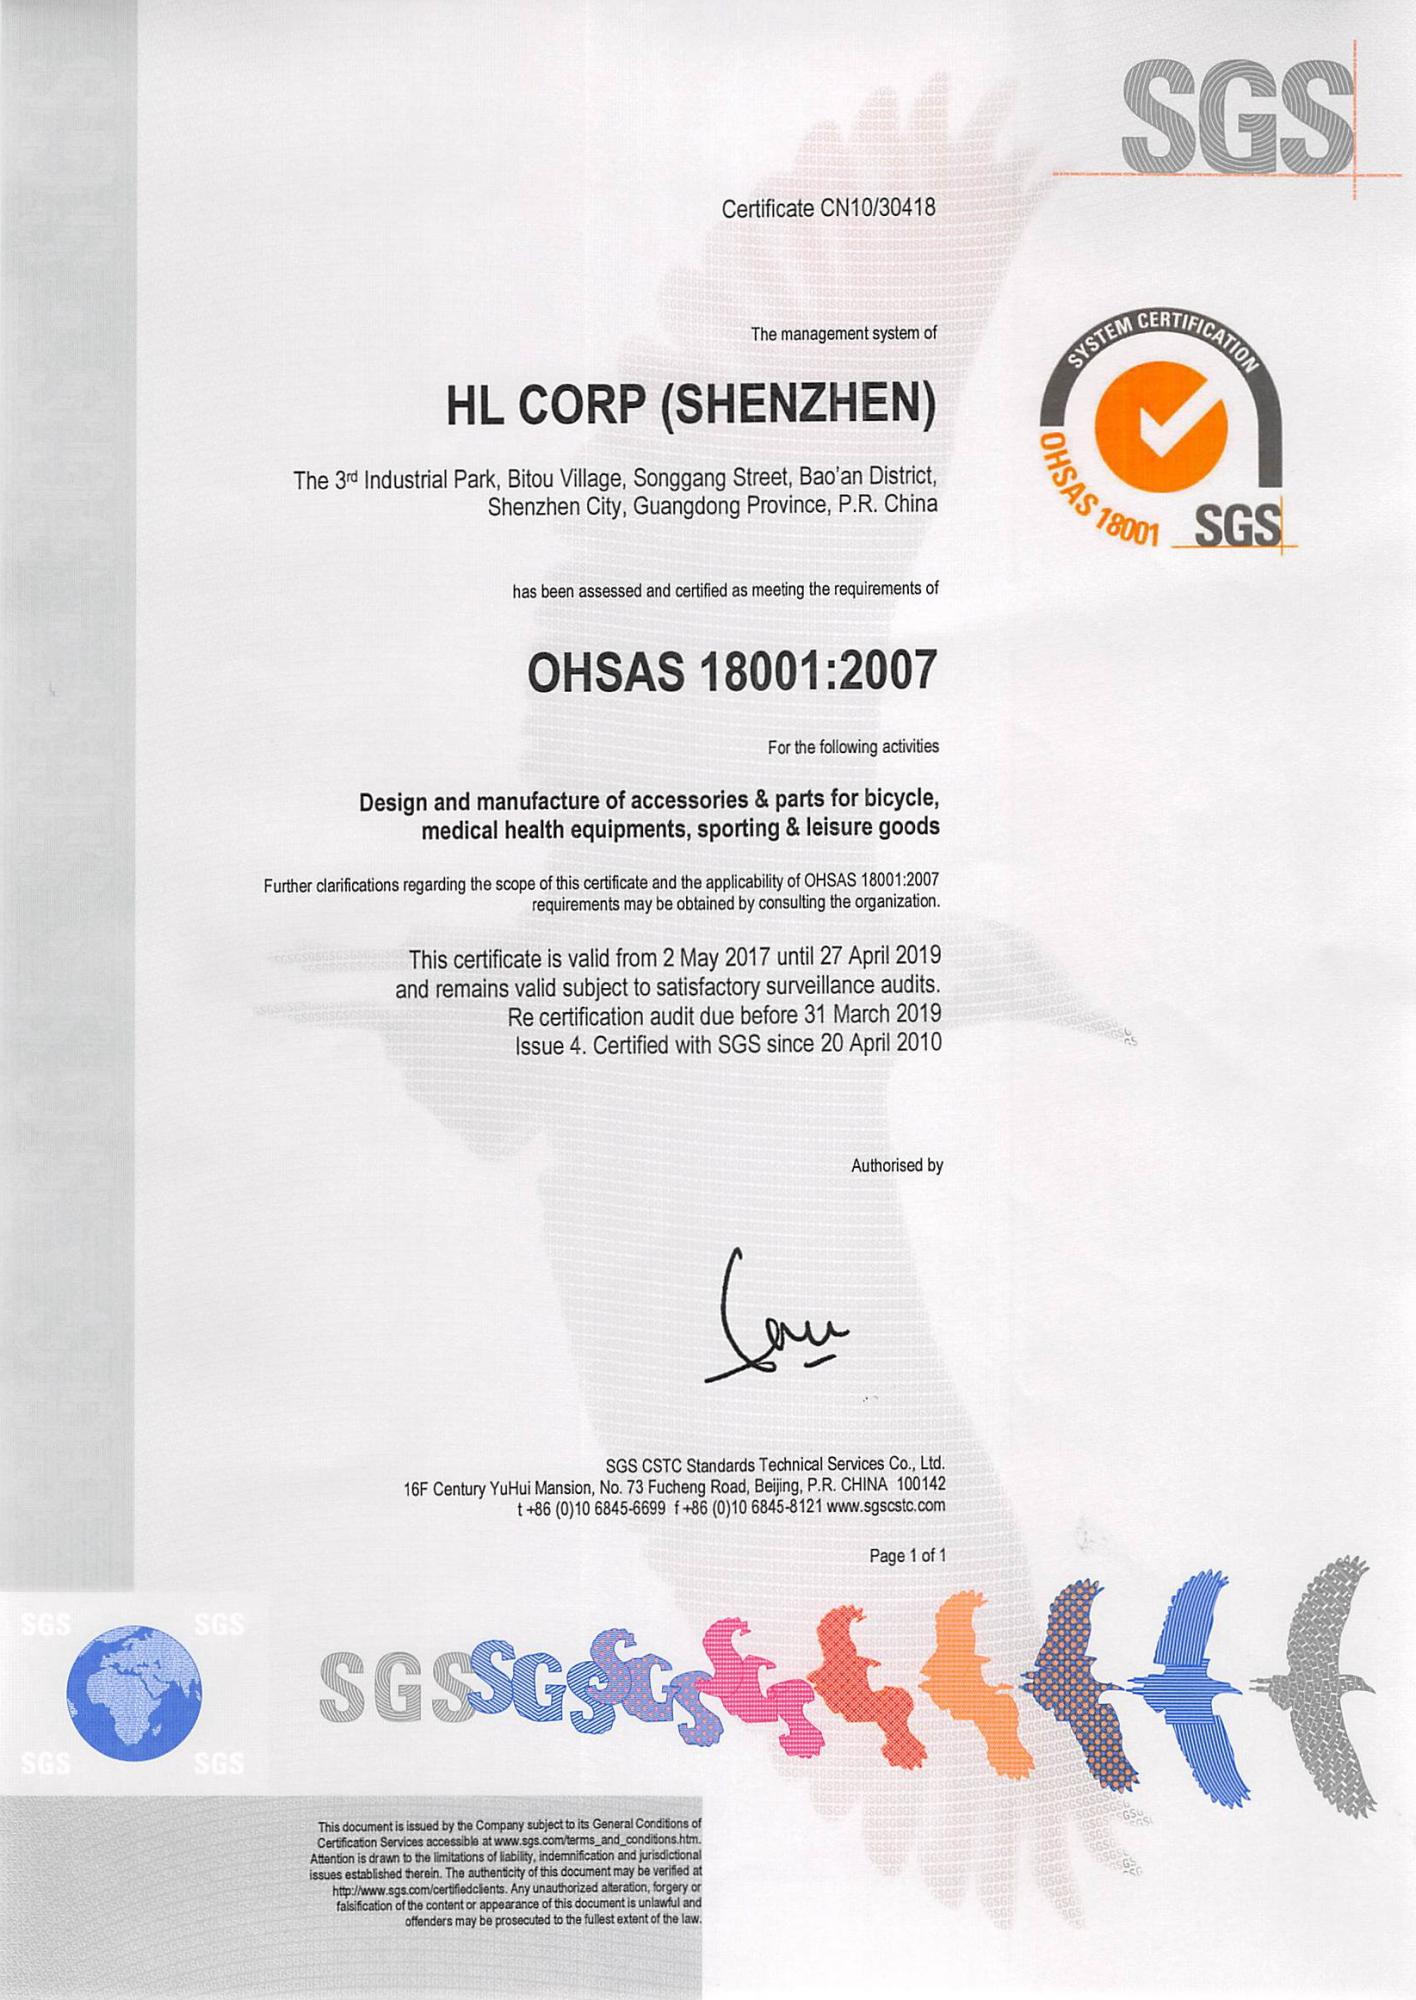 SGS
Certificate CN10/30418
The management system of
HL CORP (SHENZHEN)
SYSTEM CERTIFICATION
OHSAS 18001
SGS
The 3rd Industrial Park, Bitou Village, Songgang Street, Bao'an District,
Shenzhen City, Guangdong Province, P.R. China
has been assessed and certified as meeting the requirements of
OHSAS 18001:2007
For the following activities
Design and manufacture of accessories & parts for bicycle,
medical health equipments, sporting & leisure goods
Further clarifications regarding the scope of this certificate and the applicability of OHSAS 18001:2007
requirements may be obtained by consulting the organization.
This certificate is valid from 2 May 2017 until 27 April 2019
and remains valid subject to satisfactory surveillance audits.
Re certification audit due before 31 March 2019
Issue 4. Certified with SGS since 20 April 2010
Authorised by
SGS CSTC Standards Technical Services Co., Ltd.
16F Century YuHui Mansion, No. 73 Fucheng Road, Beijing, P.R. CHINA 100142
t +86 (0)10 6845-6699 f +86 (0)10 6845-8121 www.sgscstc.com
Page 1 of 1
SGS SGS
SGS SGS
SGS SGS SGS
This document is issued by the Company subject to its General Conditions of
Certification Services accessible at www.sgs.com/terms_and_conditions.htm.
Attention is drawn to the limitations of liability, indemnification and jurisdictional
issues established therein. The authenticity of this document may be verified at
http://www.sgs.com/certifiedclients. Any unauthorized alteration, forgery or
falsification of the content or appearance of this document is unlawful and
offenders may be prosecuted to the fullest extent of the law.